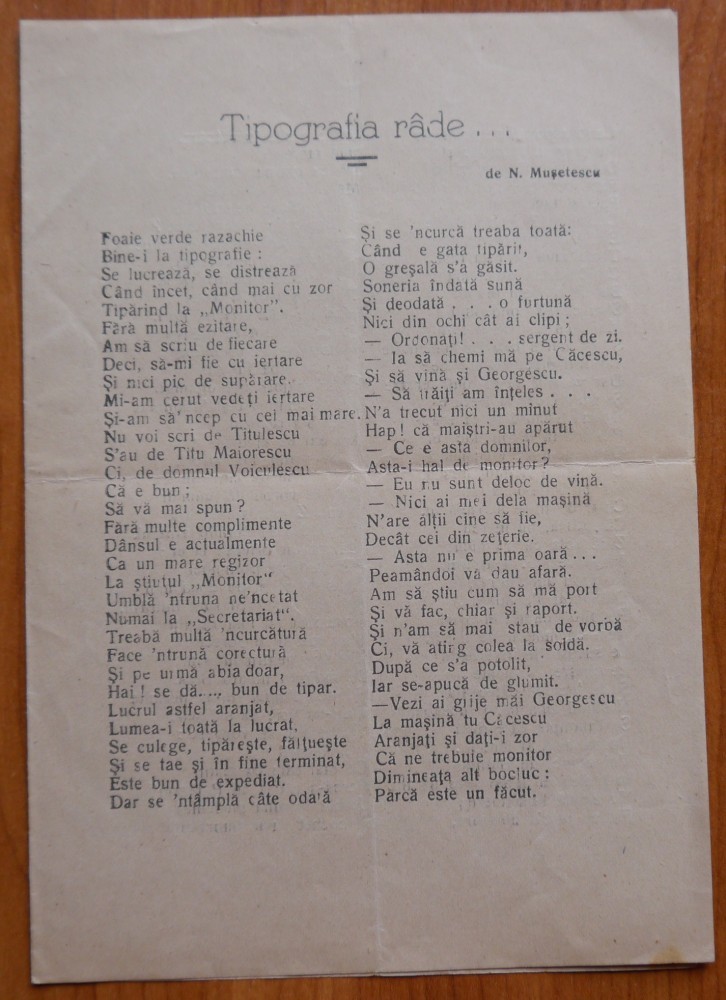 Tipografia râde...
de N. Mușetescu
Foaie verde razachie
Bine-i la tipografie :
Se lucrează, se distrează
Când încet, când mai cu zor
Tipărind la „Monitor".
Fără multă ezitare,
Am să scriu de fiecare
Deci, să-mi fie cu iertare
Și nici pic de supărare.
Mi-am cerut vedeți iertare
Și-am să'ncep cu cei mai mare.
Nu voi scri de Titulescu
S'au de Titu Maiorescu
Ci, de domnul Voiculescu
Că e bun ;
Să vă mai spun ?
Fără multe complimente
Dânsul e actualmente
Ca un mare regizor
La știutul „Monitor"
Umblă 'ntruna ne'ncetat
Numai la „Secretariat".
Treabă multă 'ncurcătură
Face 'ntrună corectură
Și pe urmă abia doar,
Hai ! se dă.... bun de tipar.
Lucrul astfel aranjat,
Lumea-i toată la lucrat,
Se culege, tipărește, fălțuește
Și se tae și în fine terminat,
Este bun de expediat.
Dar se 'ntâmplă câte odată
Și se 'ncurcă treaba toată:
Când e gata tipărit,
O greșală s'a găsit.
Soneria îndată sună
Și deodată . . . o furtună
Nici din ochi cât ai clipi ;
— Ordonați! . . . sergent de zi.
— Ia să chemi mă pe Căcescu,
Și să vină și Georgescu.
— Să trăiți am înțeles . . .
N'a trecut nici un minut
Hap! că maiștri-au apărut
— Ce e asta domnilor,
Asta-i hal de monitor?
— Eu nu sunt deloc de vină.
— Nici ai mei dela mașină
N'are ălții cine să fie,
Decât cei din zețerie.
— Asta nu e prima oară...
Peamândoi vă dau afară.
Am să știu cum să mă port
Și vă fac, chiar și raport.
Și n'am să mai stau de vorbă
Ci, vă ating colea la soldă.
După ce s'a potolit,
Iar se-apucă de glumit.
—Vezi ai grije măi Georgescu
La mașină 'tu Căcescu
Aranjați și dați-i zor
Că ne trebuie monitor
Dimineața alt bocluc :
Parcă este un făcut.